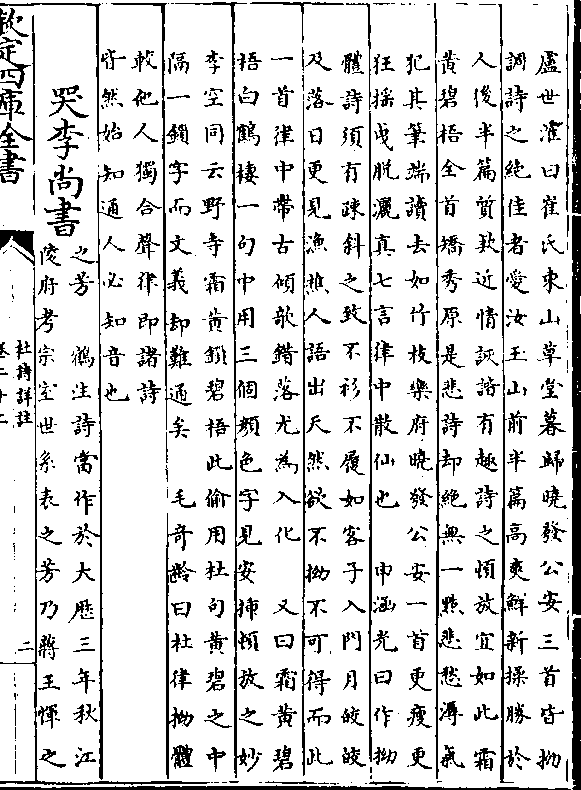 盧世㴶曰崔氏東山草堂暮歸曉發公安三首皆拗
調詩之絶佳者愛汝玉山前半篇高爽鮮新操勝於
人後半篇質欵近情詼諧有趣詩之頎放宜如此霜
黄碧梧全首矯秀原是悲詩却絶無一㸃悲愁溽氣
犯其筆端讀去如竹枝樂府曉發公安一首更瘦更
狂摇曵脱灑真七言律中散仙也　申涵光曰作拗
體詩須有疎斜之致不衫不履如客子入門月皎皎
及落日更見漁樵人語出天然欲不拗不可得而此
一首律中帶古傾欹錯落尤為入化　又曰霜黄碧
梧白鶴棲一句中用三個顔色字見安揷頓放之妙
李空同云野寺霜黄鎖碧梧此偷用杜句黄碧之中
隔一鎖字而文義却難通矣　毛竒齡曰杜律拗體
較他人獨合聲律即諸詩
皆然始知通人必知音也
哭李尚書
之芳　鶴注詩當作於大歴三年秋江
陵府考宗室世系表之芳乃蔣王惲之
欽定四庫全書
杜詩詳註
卷二十二
二